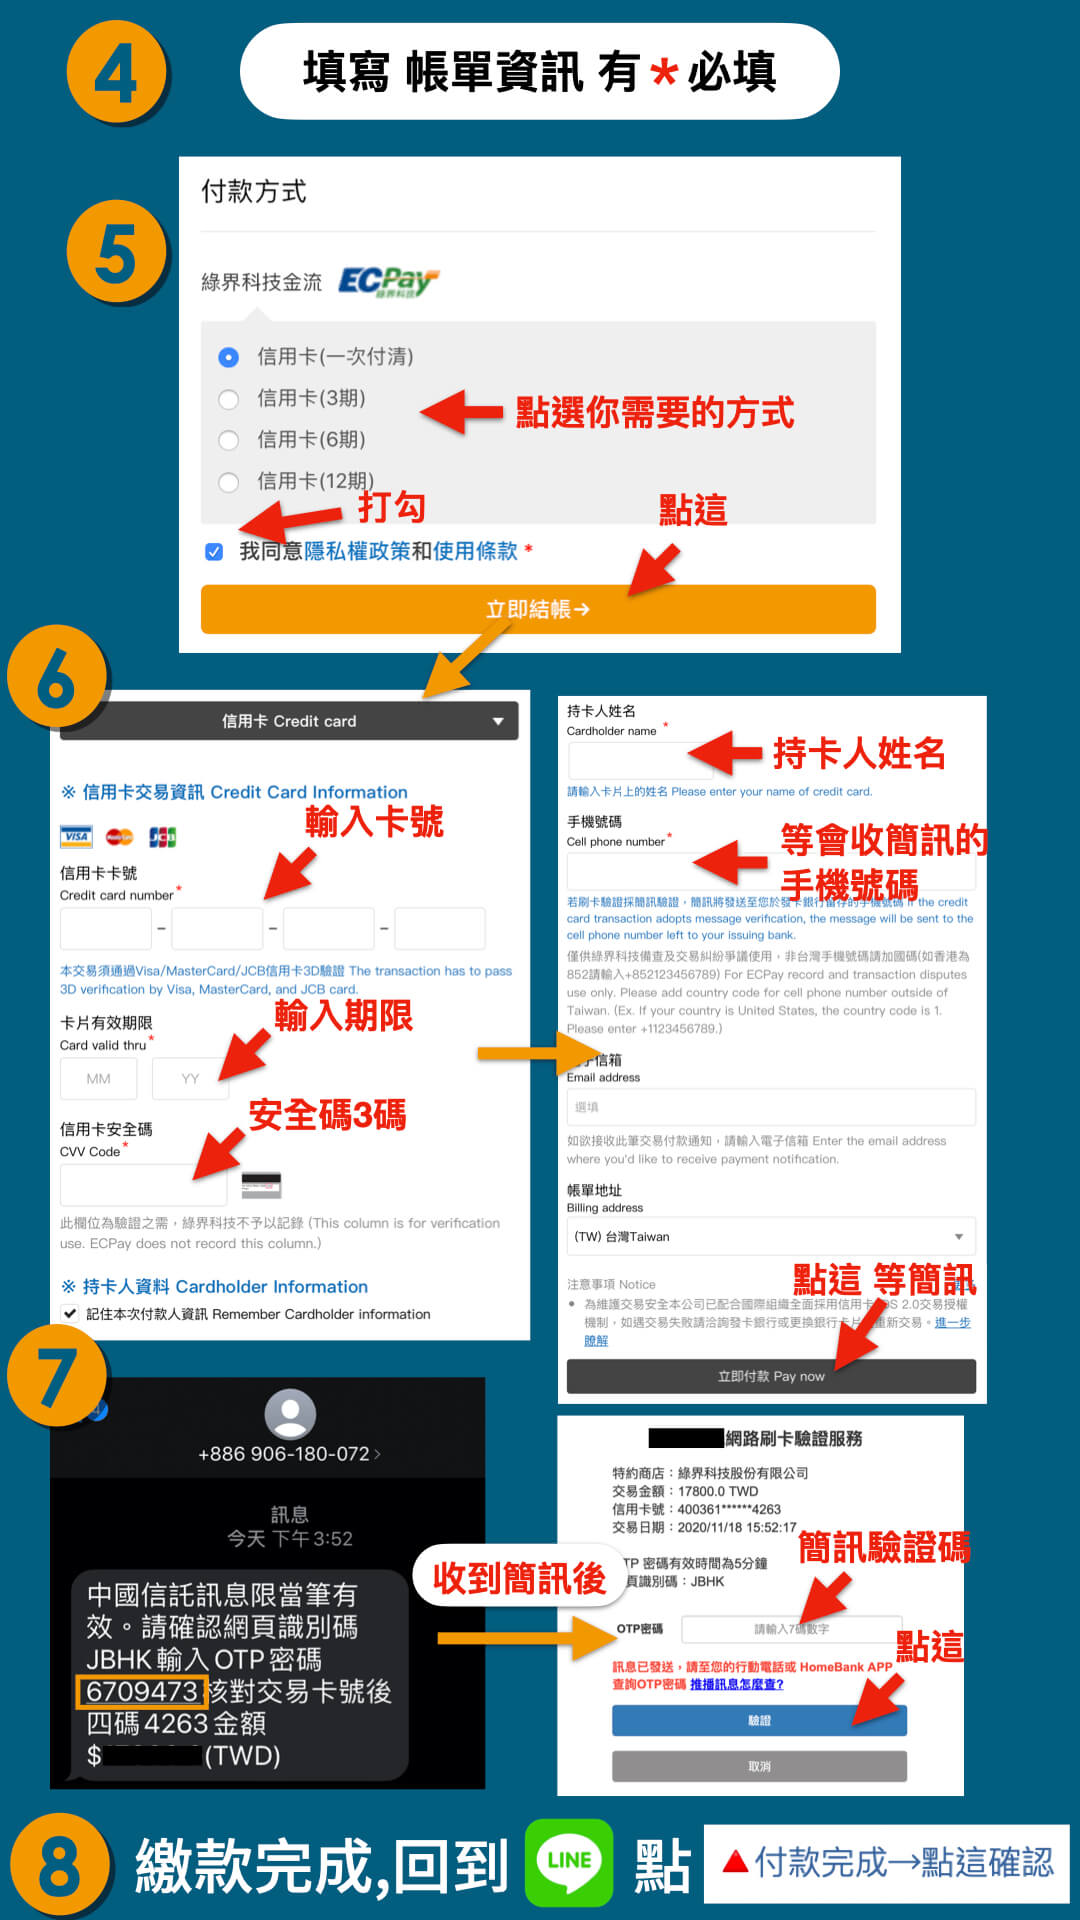 4
填寫 帳單資訊 有*必填
5
付款方式
綠界科技金流 ECPay 綠界科技
信用卡(一次付清)
信用卡(3期)
點選你需要的方式
信用卡(6期)
信用卡(12期)
打勾
點這
我同意隱私權政策和使用條款 *
立即結帳→
6
信用卡 Credit card
※ 信用卡交易資訊 Credit Card Information
輸入卡號
VISA MasterCard JCB
信用卡卡號
Credit card number *
- - -
本交易須通過Visa/MasterCard/JCB信用卡3D驗證 The transaction has to pass
3D verification by Visa, MasterCard, and JCB card.
輸入期限
卡片有效期限
Card valid thru *
MM YY
安全碼3碼
信用卡安全碼
CVV Code *
此欄位為驗證之需，綠界科技不予以記錄 (This column is for verification
use. ECPay does not record this column.)
※ 持卡人資料 Cardholder Information
記住本次付款人資訊 Remember Cardholder information
持卡人姓名
Cardholder name *
持卡人姓名
請輸入卡片上的姓名 Please enter your name of credit card.
手機號碼
Cell phone number *
等會收簡訊的
手機號碼
若刷卡驗證採簡訊驗證，簡訊將發送至您於發卡銀行留存的手機號碼 If the credit
card transaction adopts message verification, the message will be sent to the
cell phone number left to your issuing bank.
僅供綠界科技備查及交易糾紛爭議使用，非台灣手機號碼請加國碼(如香港為
852請輸入+852123456789) For ECPay record and transaction disputes
use only. Please add country code for cell phone number outside of
Taiwan. (Ex. If your country is United States, the country code is 1.
Please enter +1123456789.)
子信箱
Email address
選填
如欲接收此筆交易付款通知，請輸入電子信箱 Enter the email address
where you'd like to receive payment notification.
帳單地址
Billing address
(TW) 台灣Taiwan
注意事項 Notice
點這 等簡訊
為維護交易安全本公司已配合國際組織全面採用信用卡 DS 2.0交易授權
機制，如遇交易失敗請洽詢發卡銀行或更換銀行卡片重新交易。進一步
瞭解
立即付款 Pay now
7
+886 906-180-072 >
訊息
今天 下午3:52
中國信託訊息限當筆有
效。請確認網頁識別碼
JBHK輸入OTP密碼
6709473核對交易卡號後
四碼4263金額
$ (TWD)
收到簡訊後
網路刷卡驗證服務
特約商店：綠界科技股份有限公司
交易金額：17800.0 TWD
信用卡號：400361******4263
交易日期：2020/11/18 15:52:17
簡訊驗證碼
TP 密碼有效時間為5分鐘
頁識別碼：JBHK
OTP密碼 請輸入7碼數字
點這
訊息已發送，請至您的行動電話或 HomeBank APP
查詢OTP密碼 推播訊息怎麼查?
驗證
取消
8
繳款完成,回到 LINE 點 付款完成→點這確認